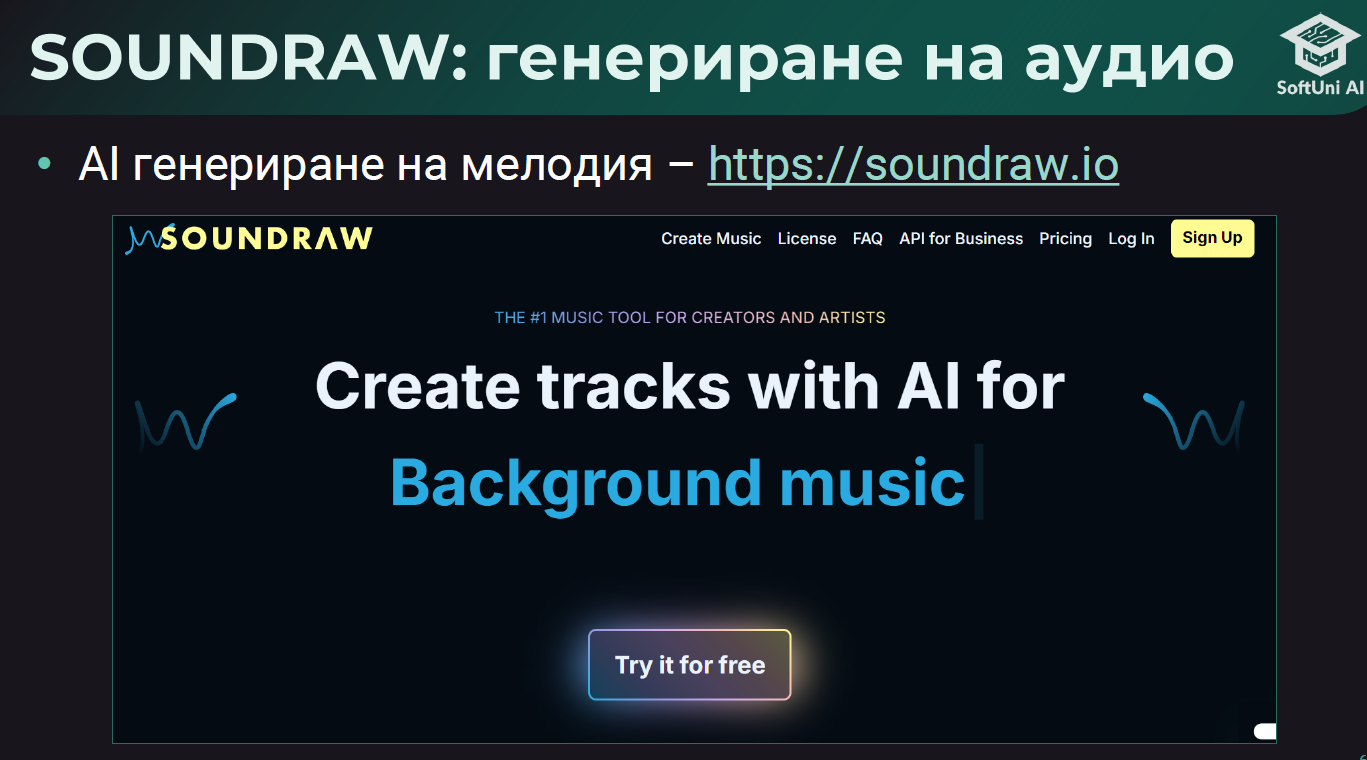 SOUNDRAW: генериране на аудио
SoftUni AI
• AI генериране на мелодия – https://soundraw.io
SOUNDRAW
Create Music License FAQ API for Business Pricing Log In Sign Up
THE #1 MUSIC TOOL FOR CREATORS AND ARTISTS
Create tracks with AI for
Background music
Try it for free